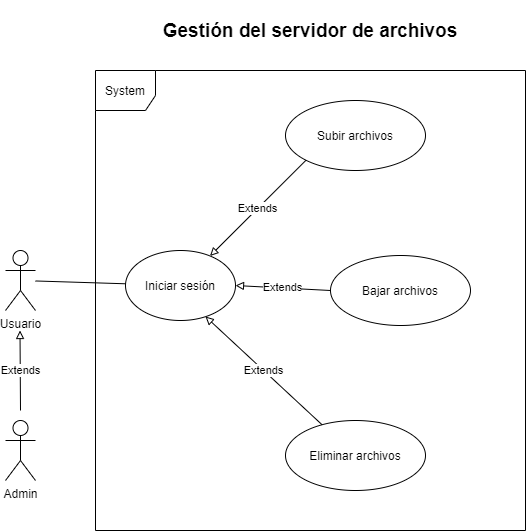 Gestión del servidor de archivos
System
Subir archivos
Extends
Iniciar sesión
Extends
Bajar archivos
Usuario
Extends
Extends
Eliminar archivos
Admin